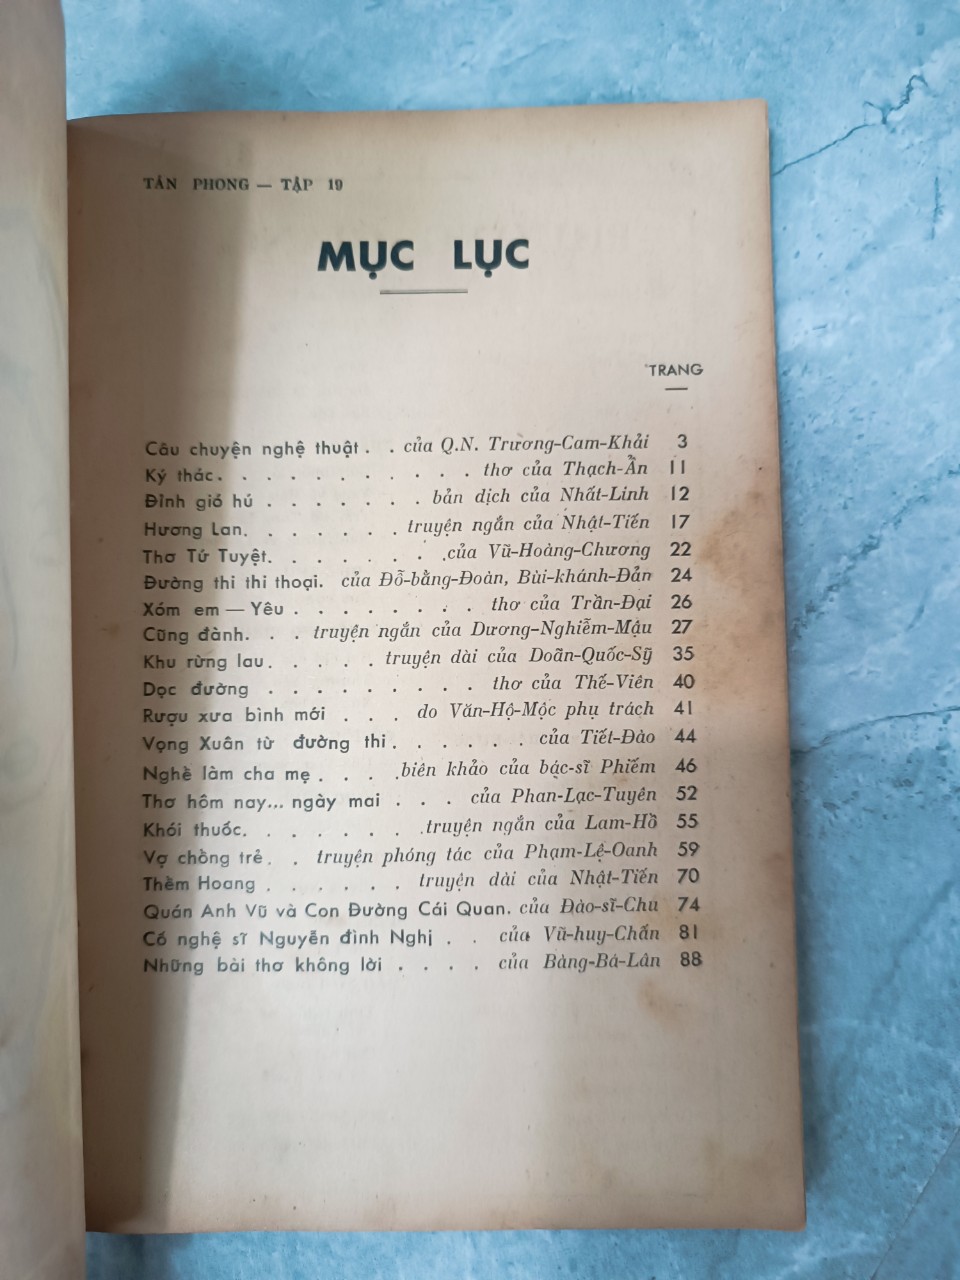 TÂN PHONG — TẬP 19
MỤC LỤC
TRANG
Câu chuyện nghệ thuật . . của Q.N. Trương-Cam-Khải 3
Ký thác. . . . . . . . . . thơ của Thạch-Ẩn 11
Đỉnh gió hú . . . . . . . bản dịch của Nhất-Linh 12
Hương Lan. . . . . . . truyện ngắn của Nhật-Tiến 17
Thơ Tứ Tuyệt. . . . . . . của Vũ-Hoàng-Chương 22
Đường thi thi thoại. của Đỗ-bằng-Đoàn, Bùi-khánh-Đản 24
Xóm em — Yêu . . . . . . . . thơ của Trần-Đại 26
Cũng đành. . . truyện ngắn của Dương-Nghiễm-Mậu 27
Khu rừng lau. . . . . truyện dài của Doãn-Quốc-Sỹ 35
Dọc đường . . . . . . . . . thơ của Thế-Viên 40
Rượu xưa bình mới . . . do Văn-Hộ-Mộc phụ trách 41
Vọng Xuân từ đường thi . . . . . . của Tiết-Đào 44
Nghề làm cha mẹ . . . . biên khảo của bác-sĩ Phiếm 46
Thơ hôm nay... ngày mai . . . của Phan-Lạc-Tuyên 52
Khói thuốc. . . . . . . . truyện ngắn của Lam-Hồ 55
Vợ chồng trẻ . . truyện phóng tác của Phạm-Lệ-Oanh 59
Thềm Hoang . . . . . . truyện dài của Nhật-Tiến 70
Quán Anh Vũ và Con Đường Cái Quan. của Đào-sĩ-Chu 74
Cố nghệ sĩ Nguyễn đình Nghị . . của Vũ-huy-Chấn 81
Những bài thơ không lời . . . . của Bàng-Bá-Lân 88